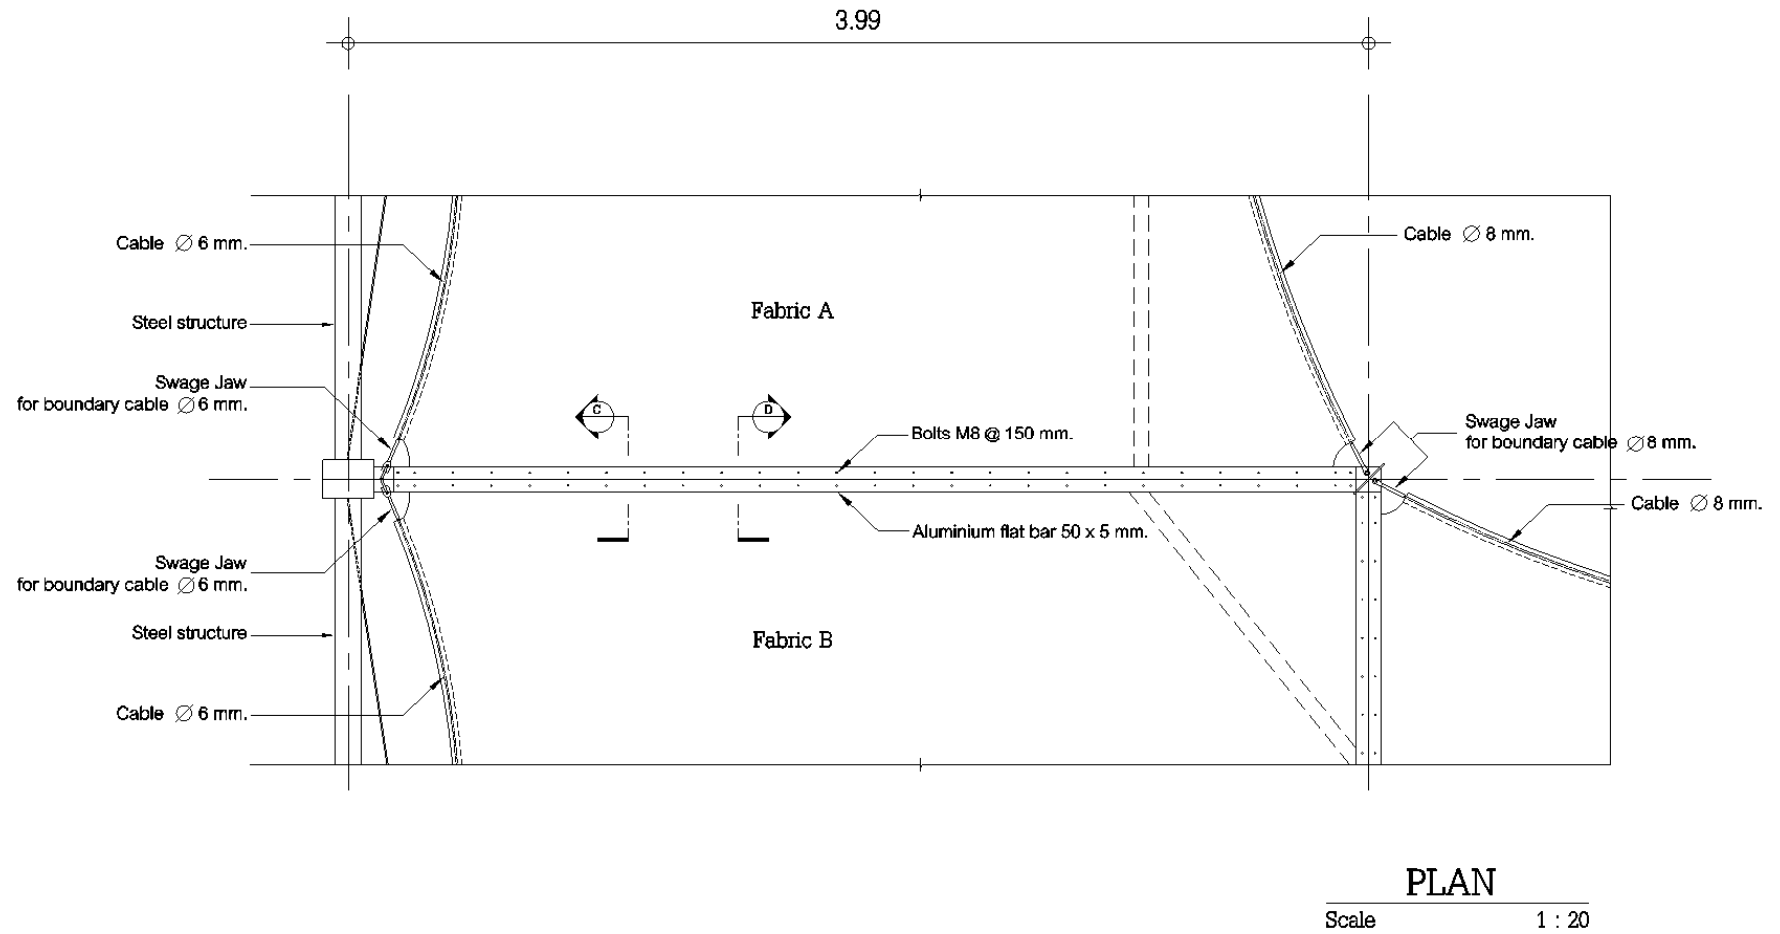 3.99
Cable ∅ 6 mm.
Cable ∅ 8 mm.
Fabric A
Steel structure
Swage Jaw
for boundary cable ∅ 6 mm.
C
D
Bolts M8 @ 150 mm.
Swage Jaw
for boundary cable ∅ 8 mm.
Cable ∅ 8 mm.
Aluminium flat bar 50 x 5 mm.
Swage Jaw
for boundary cable ∅ 6 mm.
Steel structure
Fabric B
Cable ∅ 6 mm.
PLAN
Scale 1 : 20